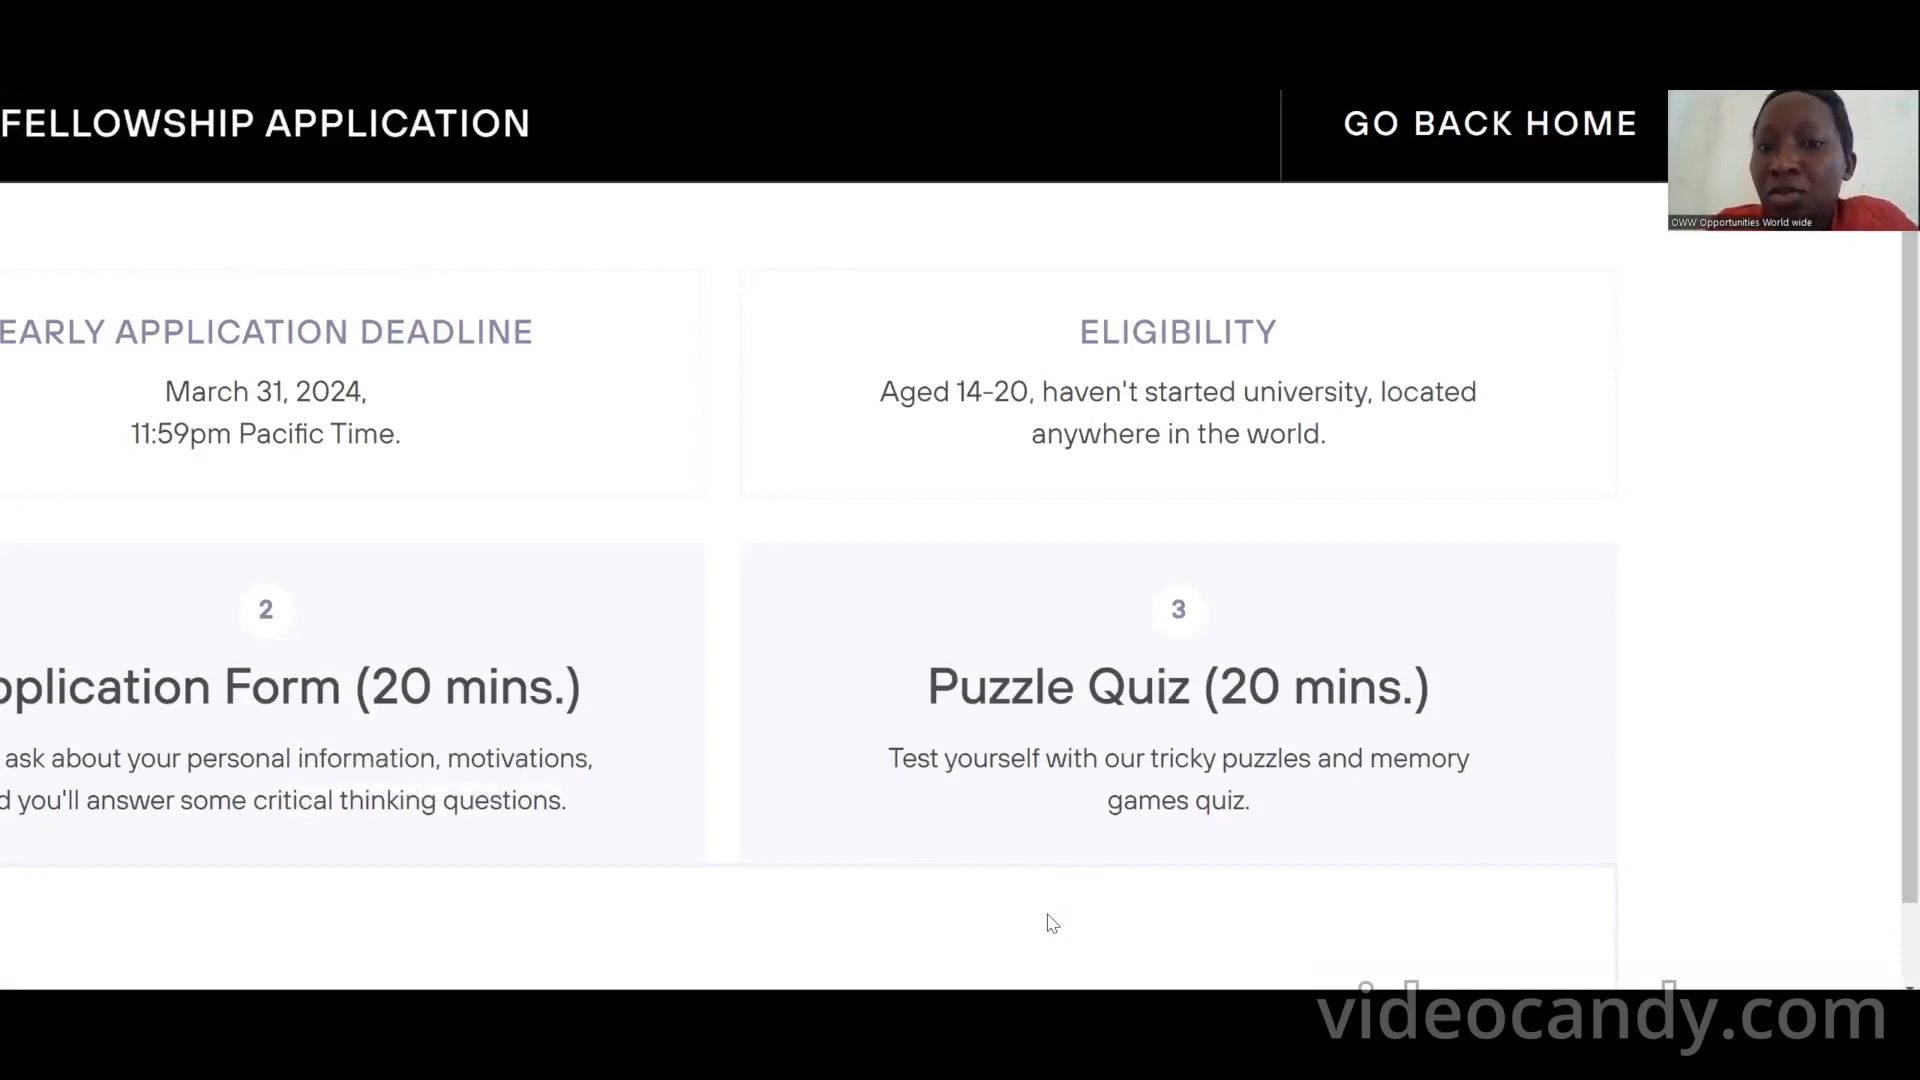 FELLOWSHIP APPLICATION
GO BACK HOME
OWW Opportunities World wide
EARLY APPLICATION DEADLINE
March 31, 2024,
11:59pm Pacific Time.
ELIGIBILITY
Aged 14-20, haven't started university, located
anywhere in the world.
2
pplication Form (20 mins.)
ask about your personal information, motivations,
d you'll answer some critical thinking questions.
3
Puzzle Quiz (20 mins.)
Test yourself with our tricky puzzles and memory
games quiz.
videocandy.com